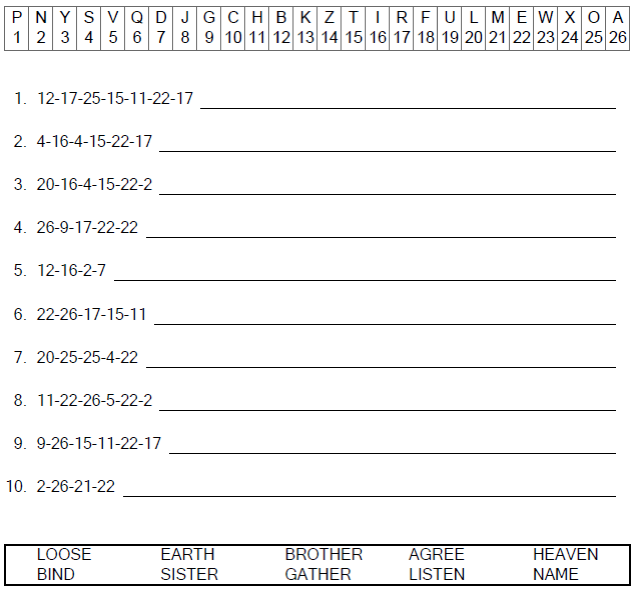 P N Y S V Q D J G C H B K Z T I R F U L M E W X O A
1 2 3 4 5 6 7 8 9 10 11 12 13 14 15 16 17 18 19 20 21 22 23 24 25 26
1. 12-17-25-15-11-22-17
2. 4-16-4-15-22-17
3. 20-16-4-15-22-2
4. 26-9-17-22-22
5. 12-16-2-7
6. 22-26-17-15-11
7. 20-25-25-4-22
8. 11-22-26-5-22-2
9. 9-26-15-11-22-17
10. 2-26-21-22
LOOSE EARTH BROTHER AGREE HEAVEN
BIND SISTER GATHER LISTEN NAME